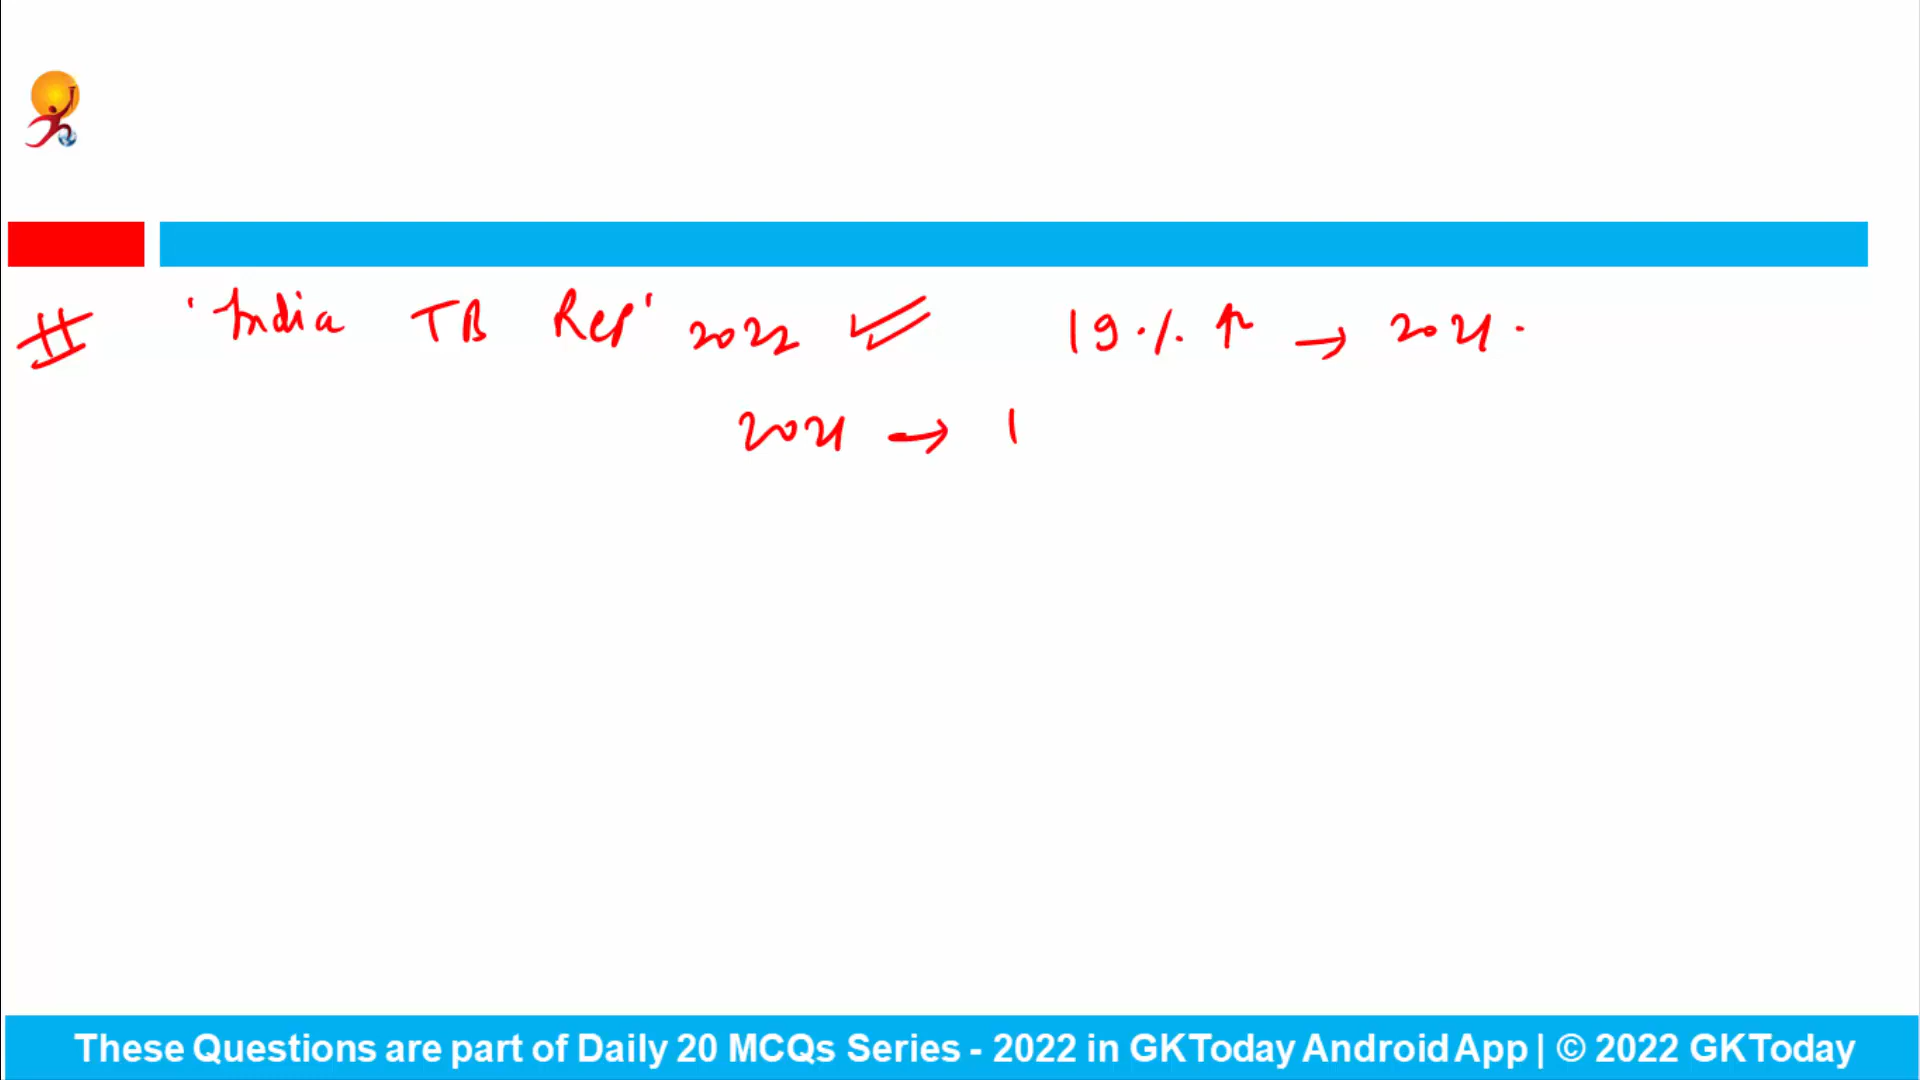 # 'India TB Rep' 2022 19% ↑ → 2021.
2021 → 1
These Questions are part of Daily 20 MCQs Series - 2022 in GKToday Android App | © 2022 GKToday